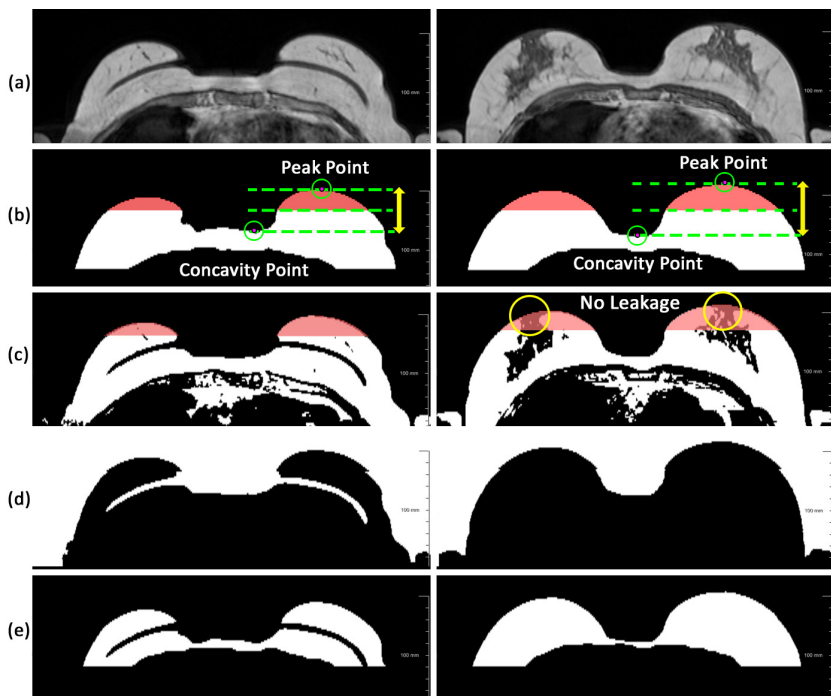 (a)
100 mm
100 mm
(b)
Peak Point
Peak Point
Concavity Point
Concavity Point
100 mm
100 mm
(c)
No Leakage
100 mm
100 mm
(d)
100 mm
100 mm
(e)
100 mm
100 mm